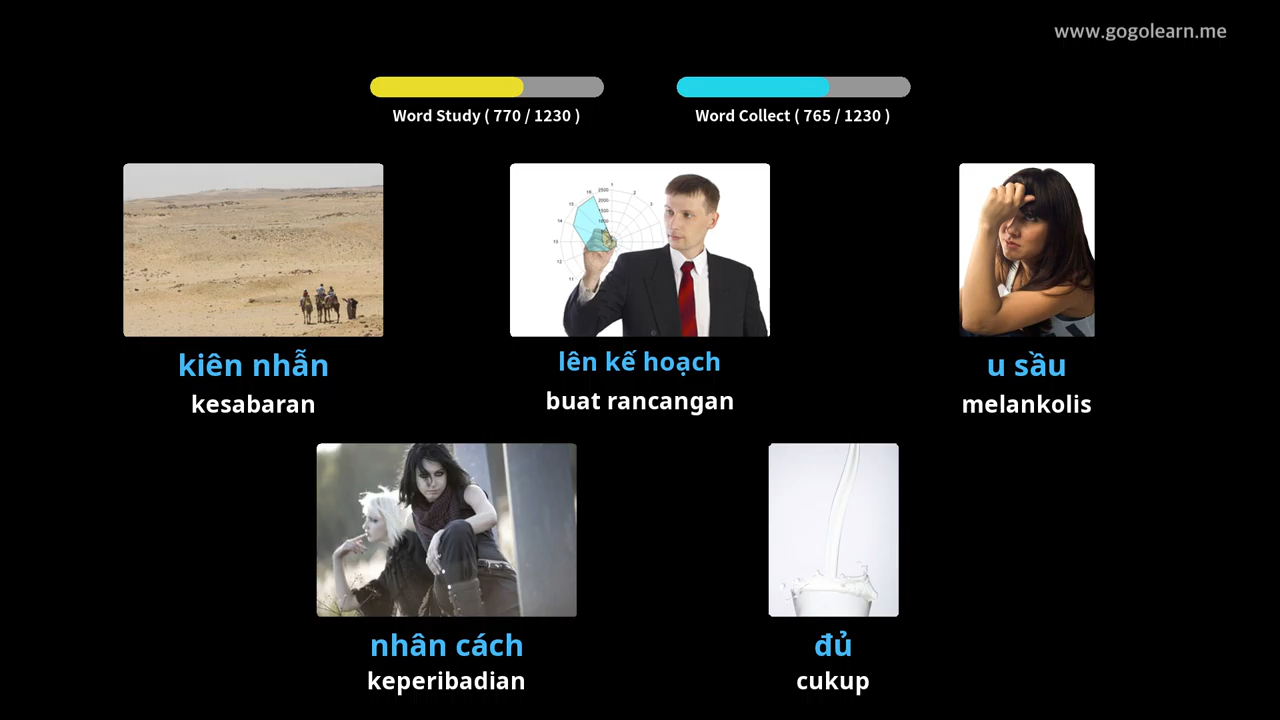 www.gogolearn.me
Word Study ( 770 / 1230 )
Word Collect ( 765 / 1230 )
kiên nhẫn
kesabaran
lên kế hoạch
buat rancangan
u sầu
melankolis
nhân cách
keperibadian
đủ
cukup